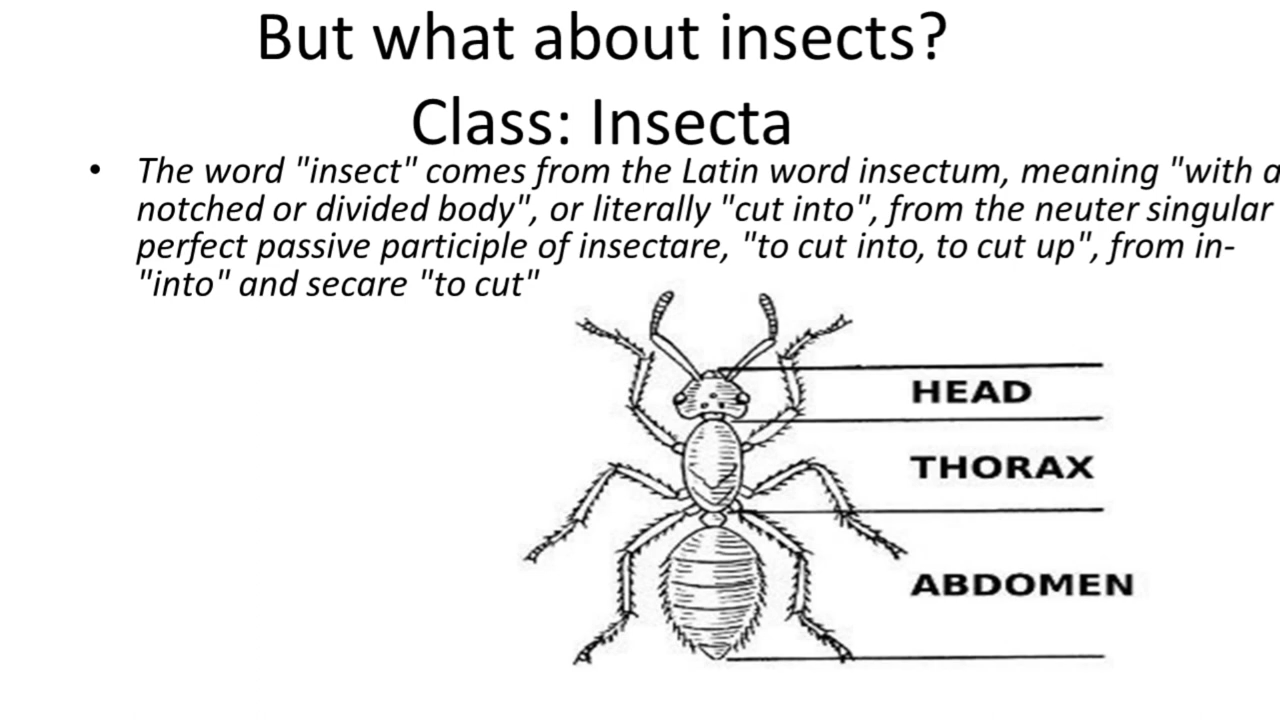 But what about insects?
Class: Insecta
• The word "insect" comes from the Latin word insectum, meaning "with a
notched or divided body", or literally "cut into", from the neuter singular
perfect passive participle of insectare, "to cut into, to cut up", from in-
"into" and secare "to cut"
HEAD
THORAX
ABDOMEN